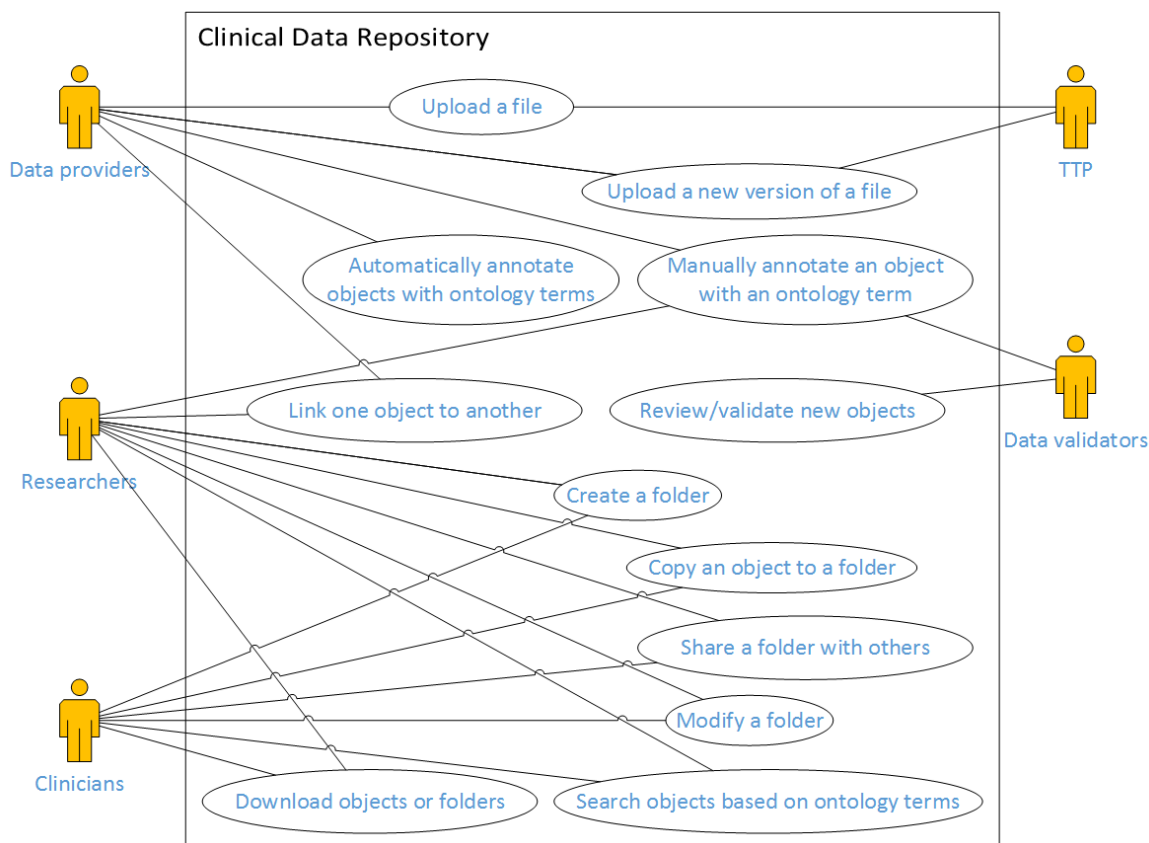 Clinical Data Repository
Upload a file
Data providers
TTP
Upload a new version of a file
Automatically annotate
objects with ontology terms
Manually annotate an object
with an ontology term
Link one object to another
Review/validate new objects
Data validators
Researchers
Create a folder
Copy an object to a folder
Share a folder with others
Modify a folder
Clinicians
Download objects or folders
Search objects based on ontology terms